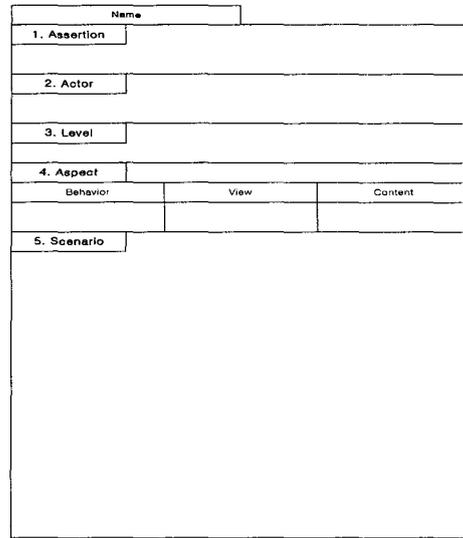 Name
1. Assertion
2. Actor
3. Level
4. Aspect
Behavior View Content
5. Scenario